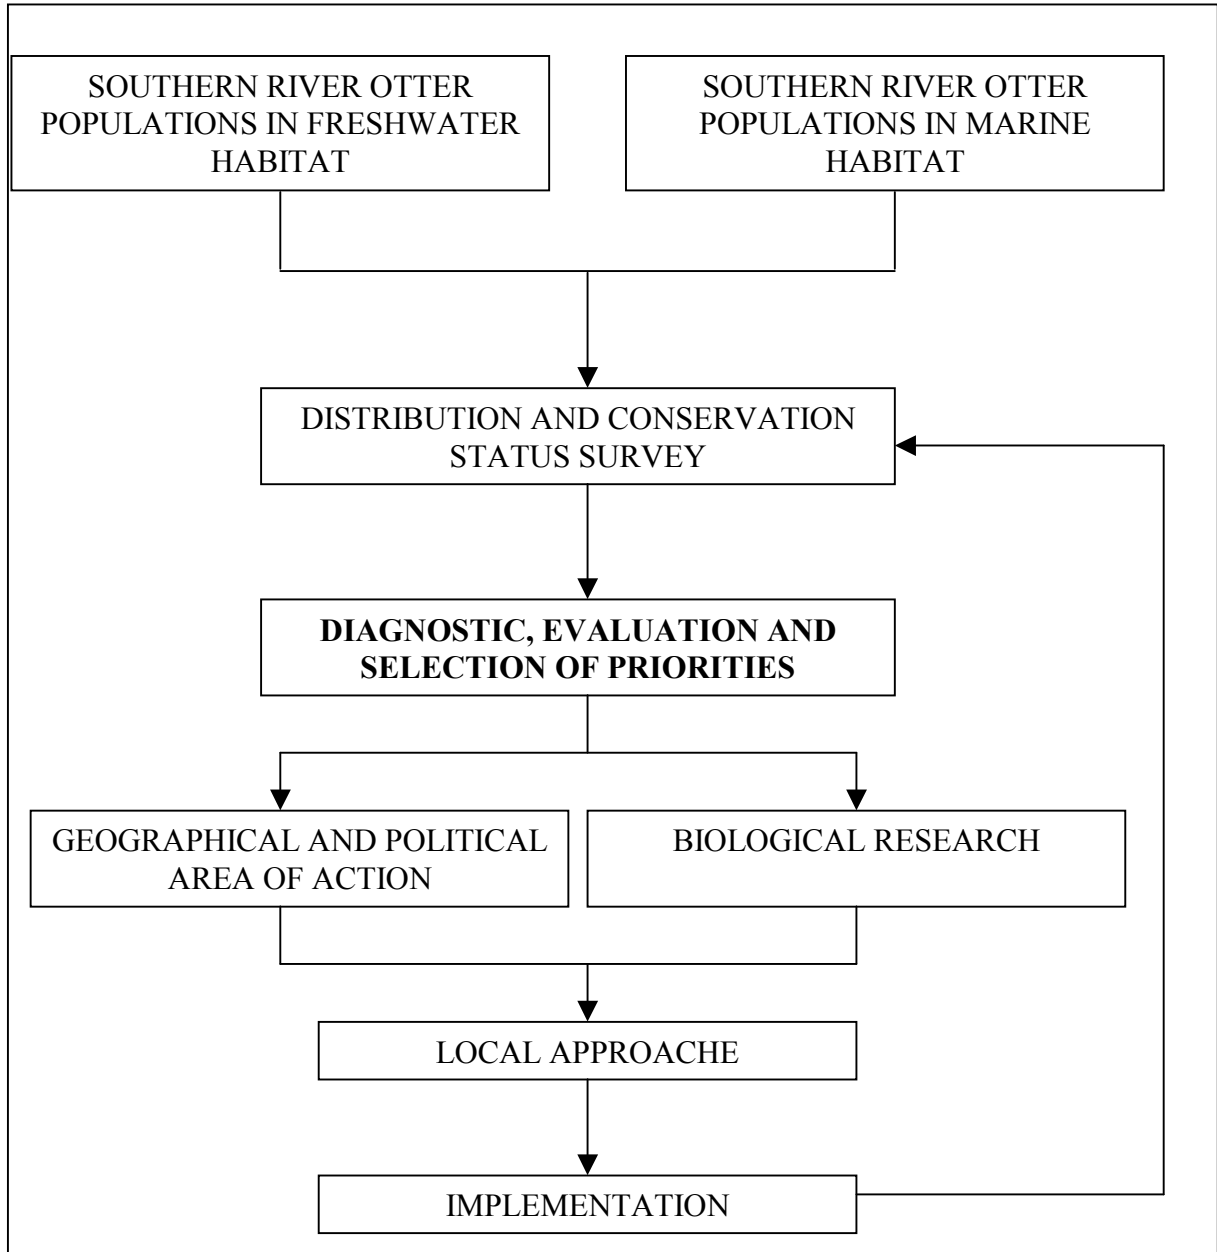 SOUTHERN RIVER OTTER
POPULATIONS IN FRESHWATER
HABITAT
SOUTHERN RIVER OTTER
POPULATIONS IN MARINE
HABITAT
DISTRIBUTION AND CONSERVATION
STATUS SURVEY
DIAGNOSTIC, EVALUATION AND
SELECTION OF PRIORITIES
GEOGRAPHICAL AND POLITICAL
AREA OF ACTION
BIOLOGICAL RESEARCH
LOCAL APPROACHE
IMPLEMENTATION